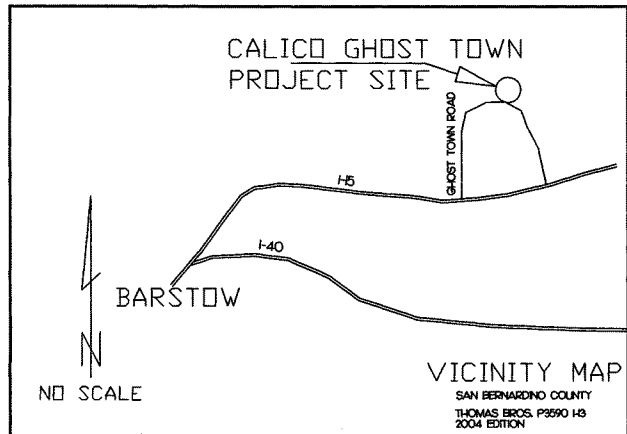 CALICO GHOST TOWN
PROJECT SITE
GHOST TOWN ROAD
I-15
I-40
BARSTOW
N
NO SCALE
VICINITY MAP
SAN BERNARDINO COUNTY
THOMAS BROS. P3590 H3
2004 EDITION